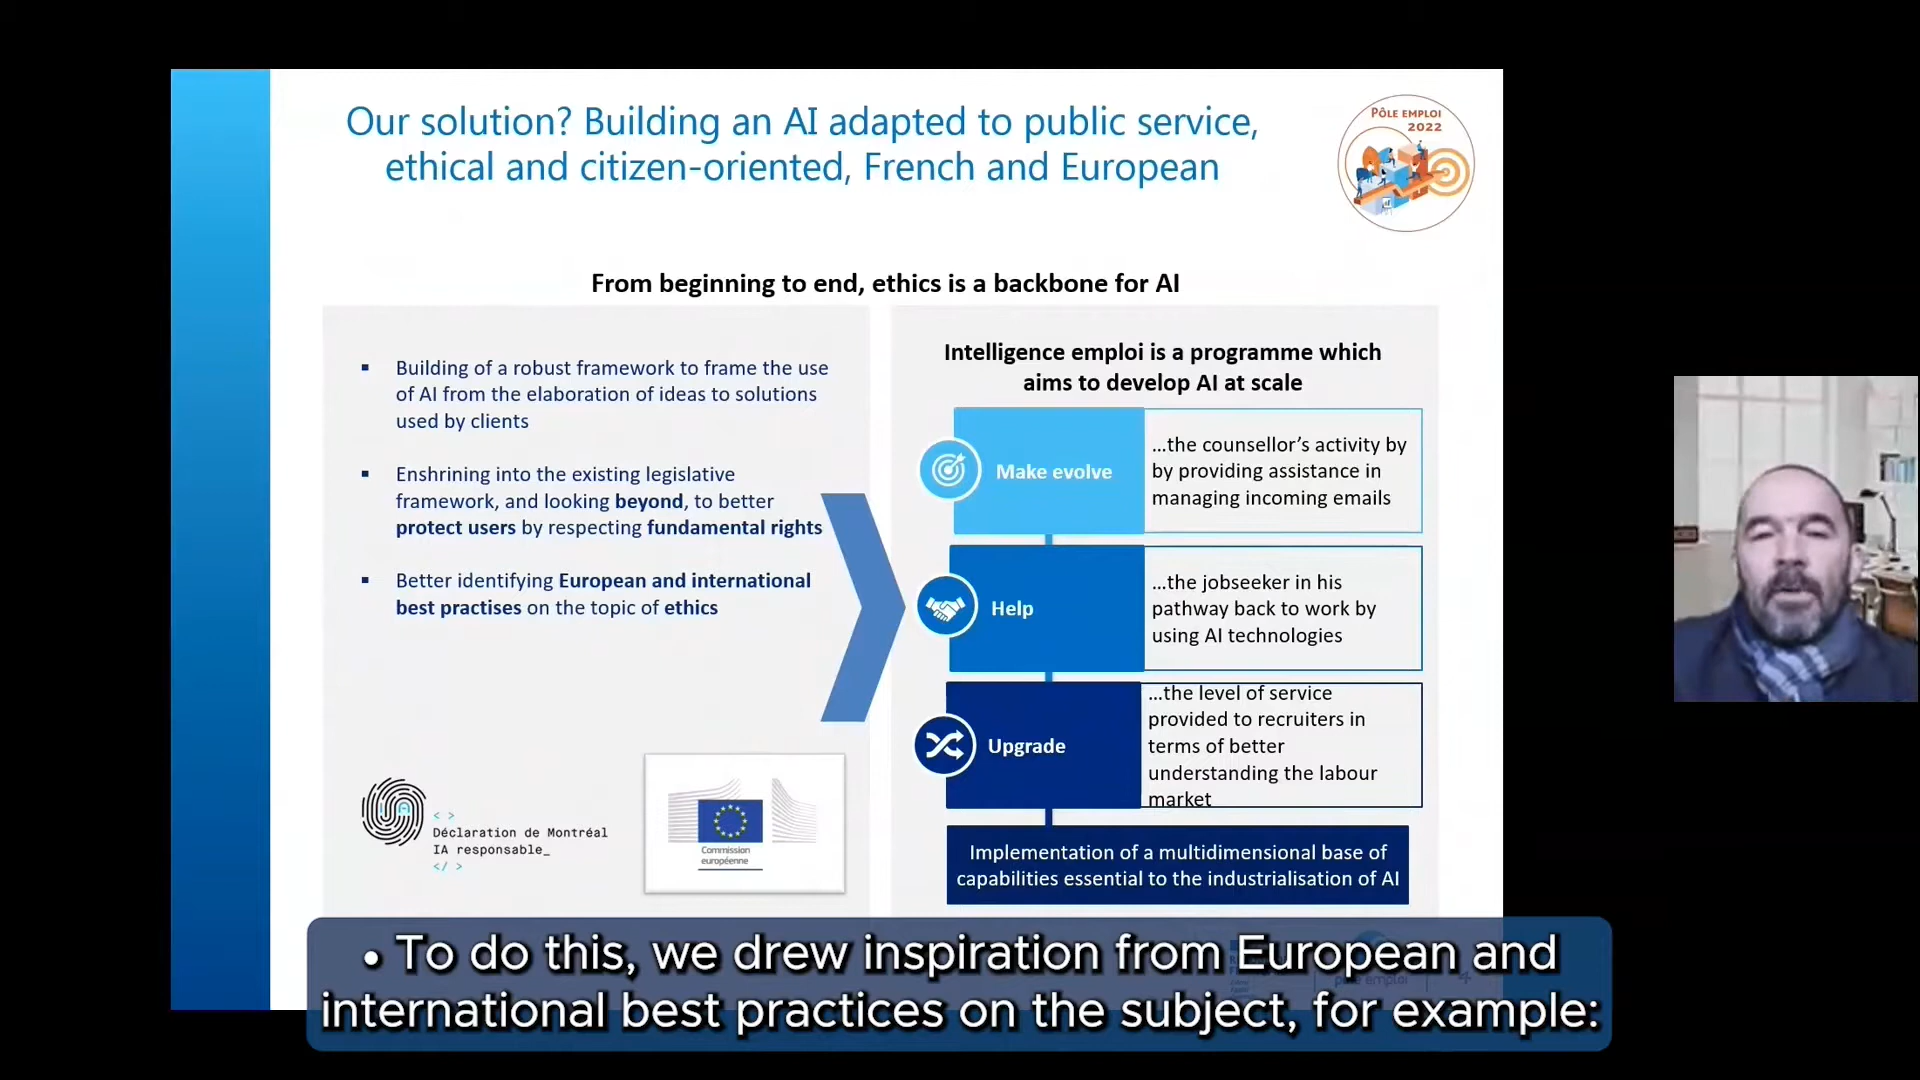 Our solution? Building an AI adapted to public service,
ethical and citizen-oriented, French and European
PÔLE EMPLOI
2022
From beginning to end, ethics is a backbone for AI
▪ Building of a robust framework to frame the use
of AI from the elaboration of ideas to solutions
used by clients
▪ Enshrining into the existing legislative
framework, and looking beyond, to better
protect users by respecting fundamental rights
▪ Better identifying European and international
best practises on the topic of ethics
< >
Déclaration de Montréal
IA responsable_
</ >
Commission
européenne
Intelligence emploi is a programme which
aims to develop AI at scale
Make evolve
...the counsellor's activity by
by providing assistance in
managing incoming emails
Help
...the jobseeker in his
pathway back to work by
using AI technologies
Upgrade
...the level of service
provided to recruiters in
terms of better
understanding the labour
market
Implementation of a multidimensional base of
capabilities essential to the industrialisation of AI
pôle emploi
4
• To do this, we drew inspiration from European and
international best practices on the subject, for example: